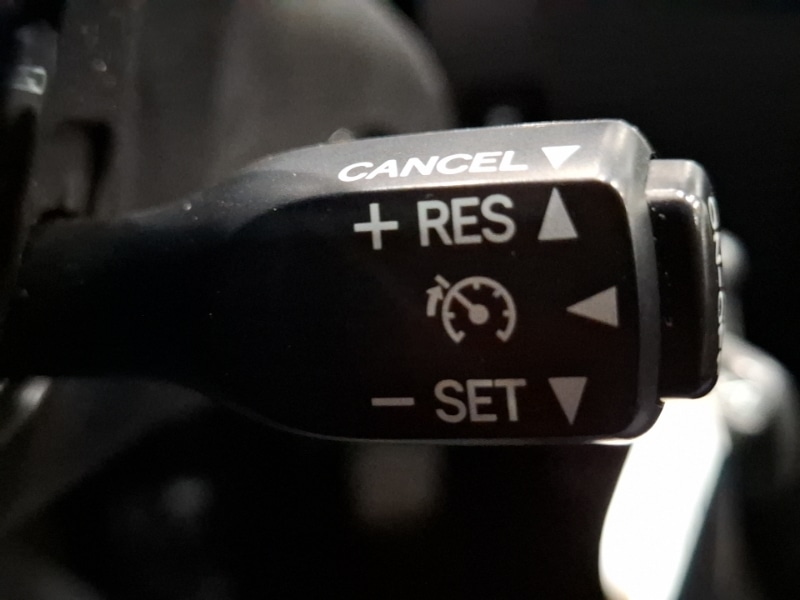 CANCEL
+ RES
- SET